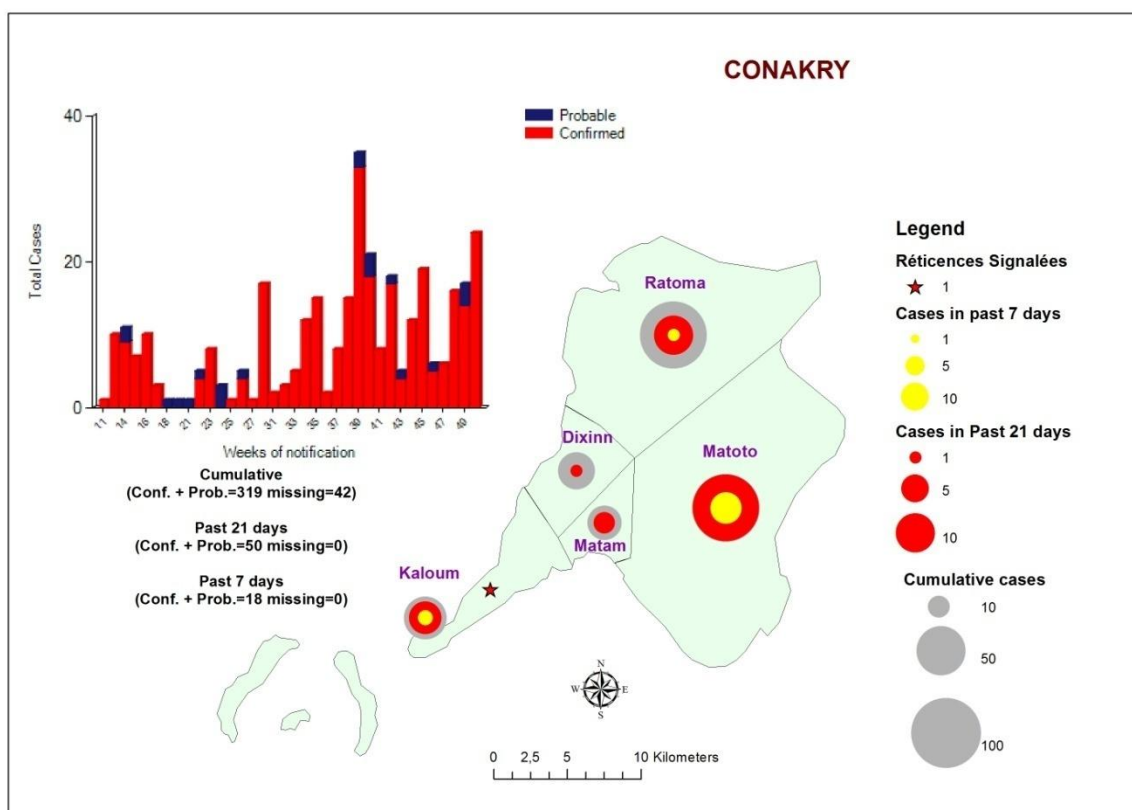 CONAKRY
40
20
0
Total Cases
Probable
Confirmed
11 14 16 18 21 23 25 27 30 32 35 37 39 41 43 45 47 49
Weeks of notification
Cumulative
(Conf. + Prob.=319 missing=42)
Past 21 days
(Conf. + Prob.=50 missing=0)
Past 7 days
(Conf. + Prob.=18 missing=0)
Ratoma
Dixinn
Matoto
Matam
Kaloum
N
W E
S
0 2,5 5 10 Kilometers
Legend
Réticences Signalées
1
Cases in past 7 days
1
5
10
Cases in Past 21 days
1
5
10
Cumulative cases
10
50
100